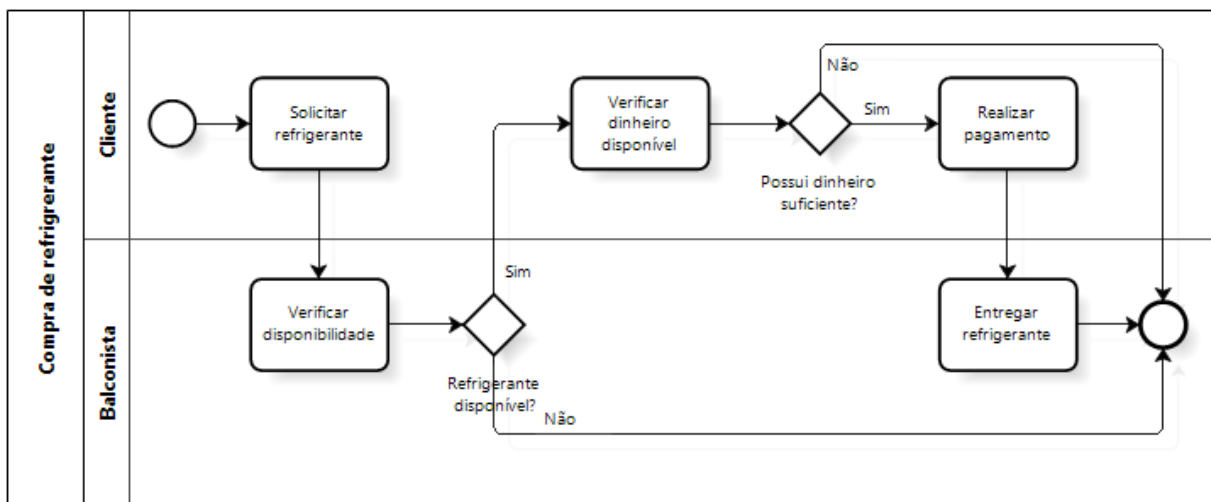 Compra de refrigrerante
Cliente
Solicitar
refrigerante
Verificar
dinheiro
disponível
Não
Sim
Possui dinheiro
suficiente?
Realizar
pagamento
Balconista
Verificar
disponibilidade
Sim
Refrigerante
disponível?
Não
Entregar
refrigerante